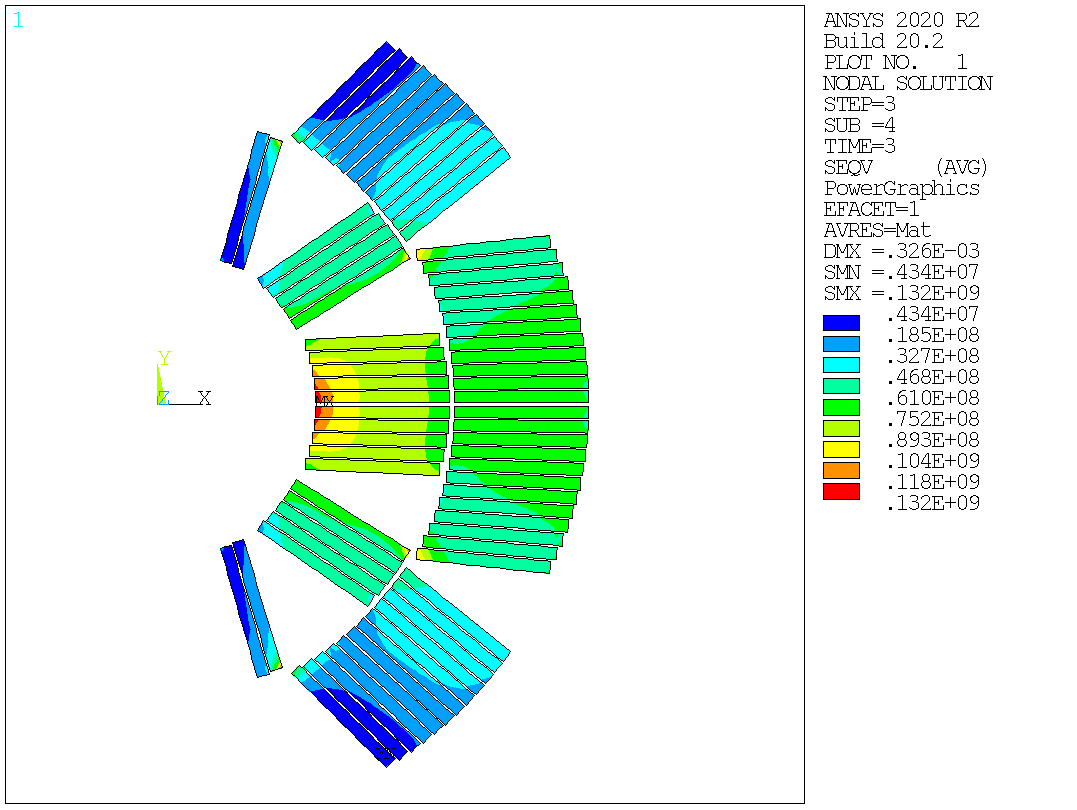 1
ANSYS 2020 R2
Build 20.2
PLOT NO.   1
NODAL SOLUTION
STEP=3
SUB =4
TIME=3
SEQV     (AVG)
PowerGraphics
EFACET=1
AVRES=Mat
DMX =.326E-03
SMN =.434E+07
SMX =.132E+09
.434E+07
.185E+08
.327E+08
.468E+08
.610E+08
.752E+08
.893E+08
.104E+09
.118E+09
.132E+09
Y
Z X
MX